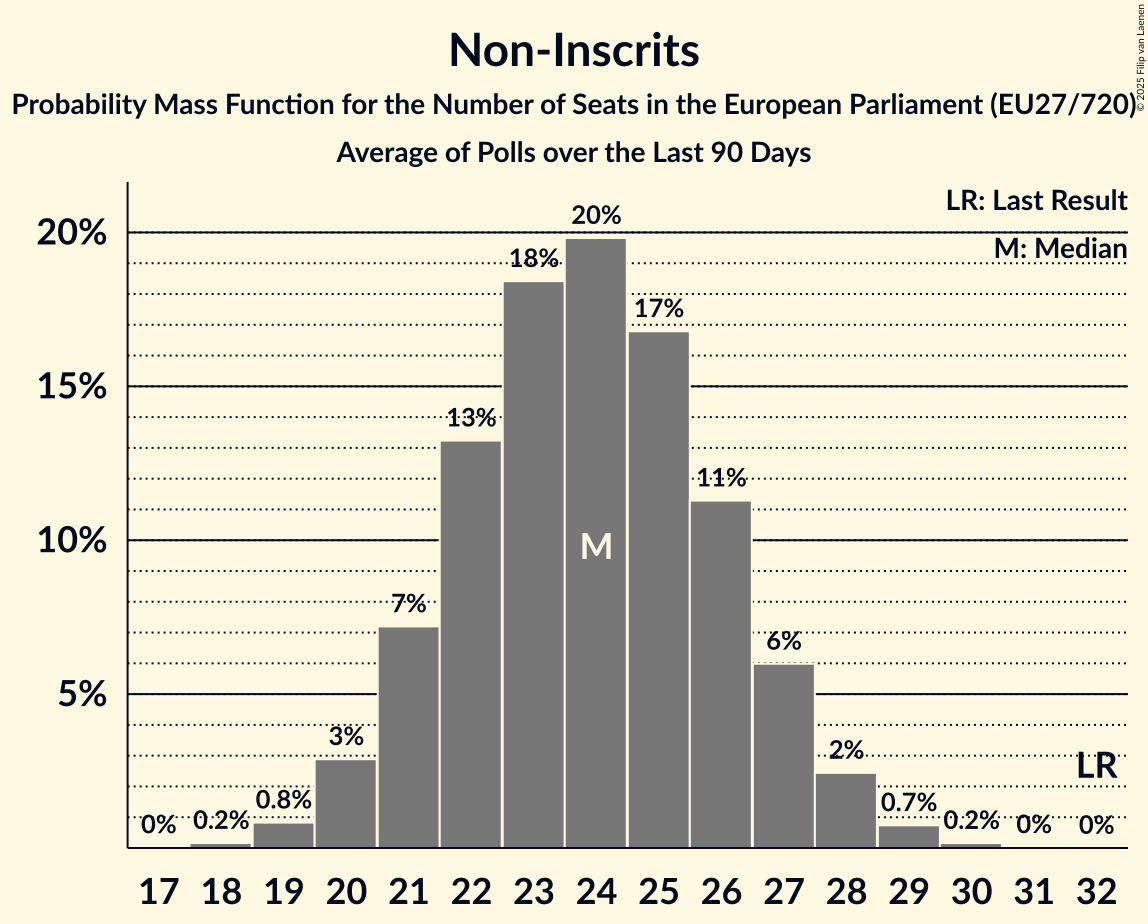 Non-Inscrits
Probability Mass Function for the Number of Seats in the European Parliament (EU27/720)
Average of Polls over the Last 90 Days
© 2025 Filip van Laenen
LR: Last Result
M: Median
20%
15%
10%
5%
0% 0.2% 0.8% 3% 7% 13% 18% 20% 17% 11% 6% 2% 0.7% 0.2% 0% 0%
M
LR
17 18 19 20 21 22 23 24 25 26 27 28 29 30 31 32